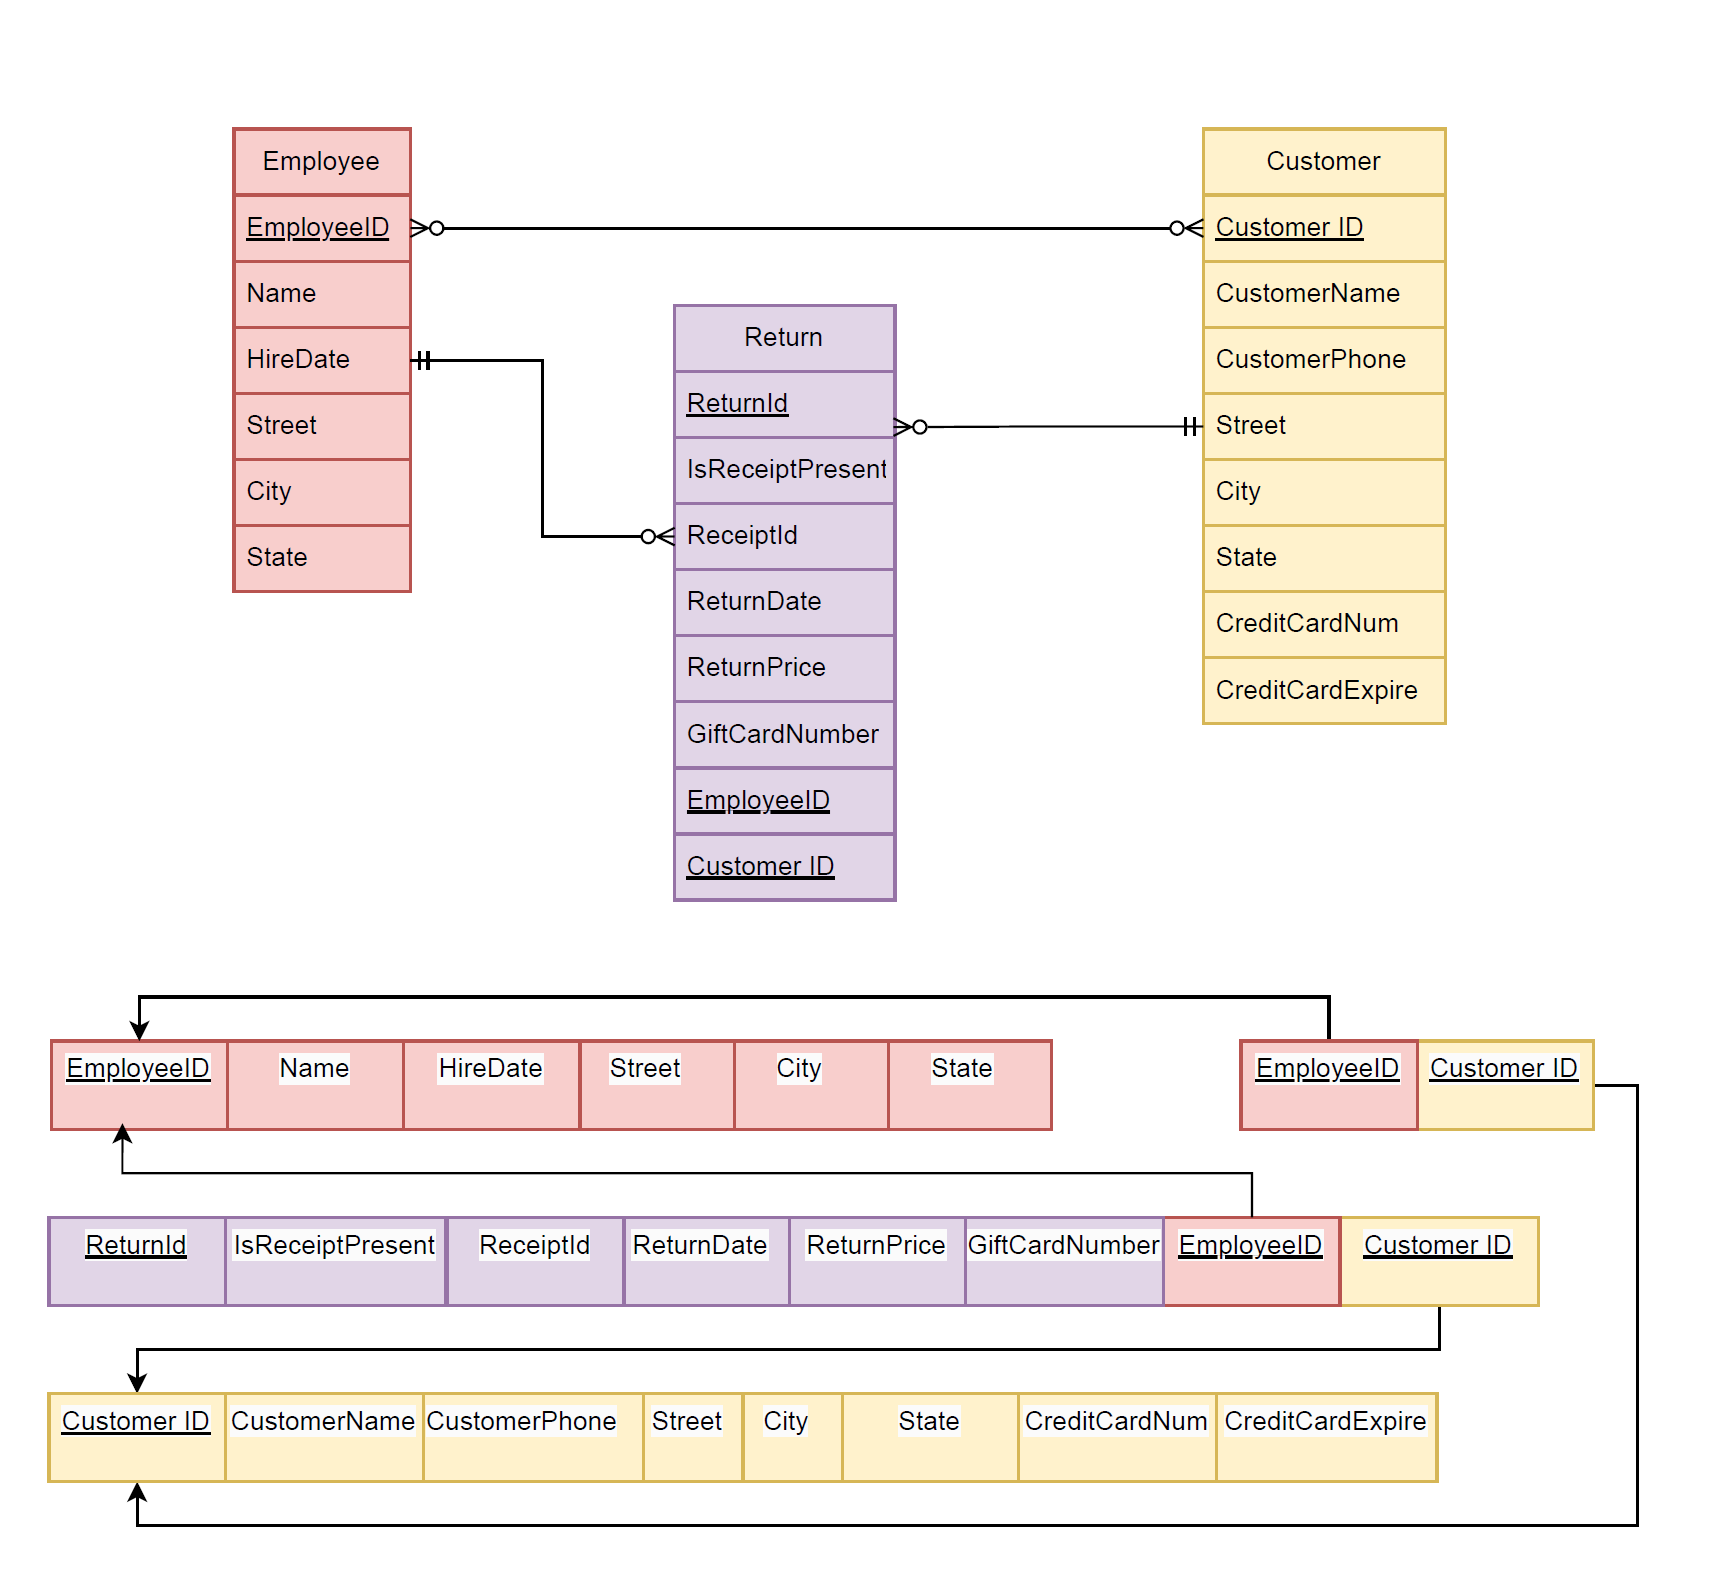 Employee
EmployeeID
Name
HireDate
Street
City
State
Return
ReturnId
IsReceiptPresent
ReceiptId
ReturnDate
ReturnPrice
GiftCardNumber
EmployeeID
Customer ID
Customer
Customer ID
CustomerName
CustomerPhone
Street
City
State
CreditCardNum
CreditCardExpire
EmployeeID Name HireDate Street City State
EmployeeID Customer ID
ReturnId IsReceiptPresent ReceiptId ReturnDate ReturnPrice GiftCardNumber EmployeeID Customer ID
Customer ID CustomerName CustomerPhone Street City State CreditCardNum CreditCardExpire